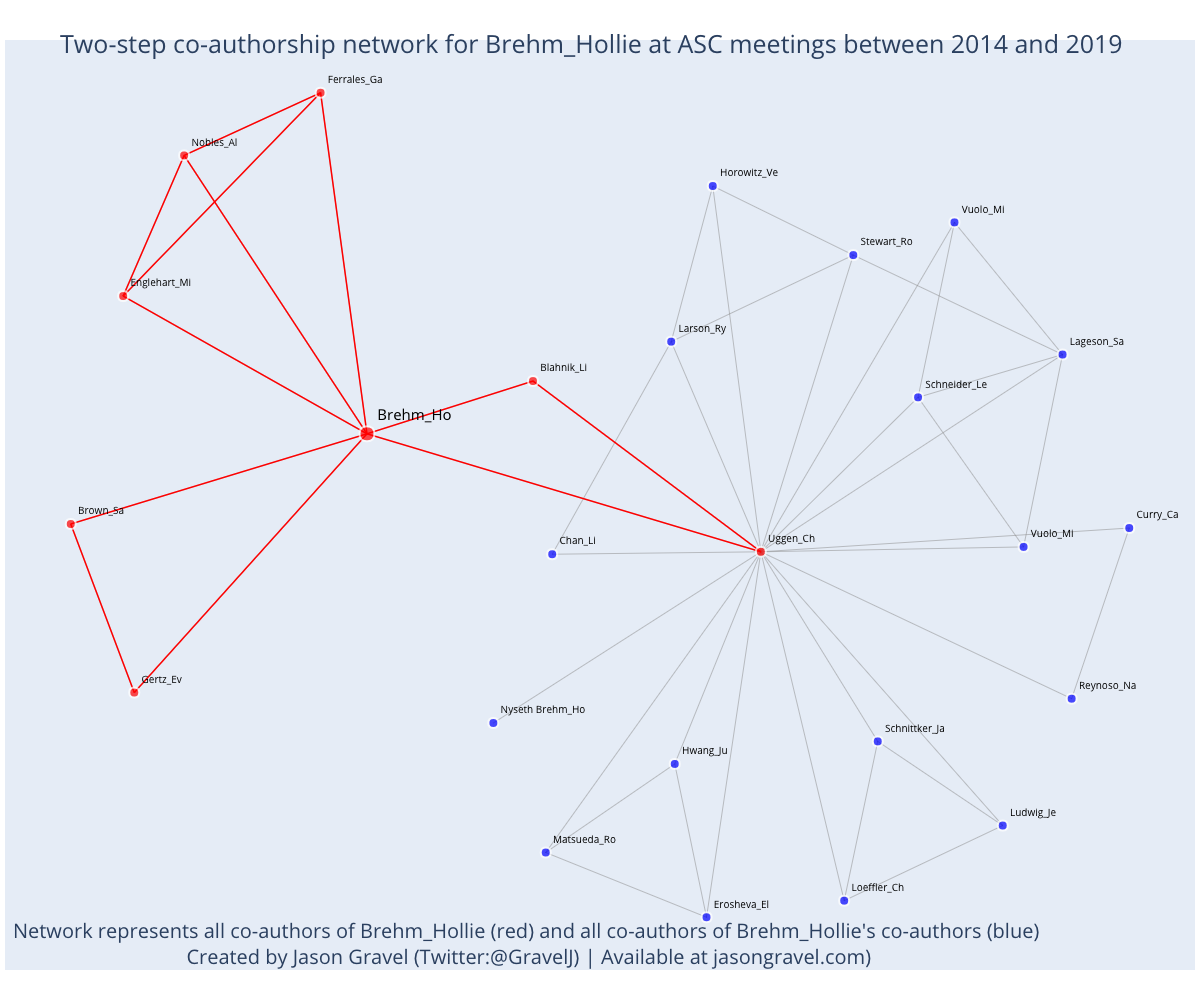 Two-step co-authorship network for Brehm_Hollie at ASC meetings between 2014 and 2019
Ferrales_Ga
Nobles_Al
Horowitz_Ve
Vuolo_Mi
Stewart_Ro
Englehart_Mi
Larson_Ry
Lageson_Sa
Blahnik_Li
Schneider_Le
Brehm_Ho
Brown_Sa
Curry_Ca
Chan_Li
Uggen_Ch
Vuolo_Mi
Gertz_Ev
Reynoso_Na
Nyseth Brehm_Ho
Schnittker_Ja
Hwang_Ju
Ludwig_Je
Matsueda_Ro
Loeffler_Ch
Erosheva_El
Network represents all co-authors of Brehm_Hollie (red) and all co-authors of Brehm_Hollie's co-authors (blue)
Created by Jason Gravel (Twitter:@GravelJ) | Available at jasongravel.com)